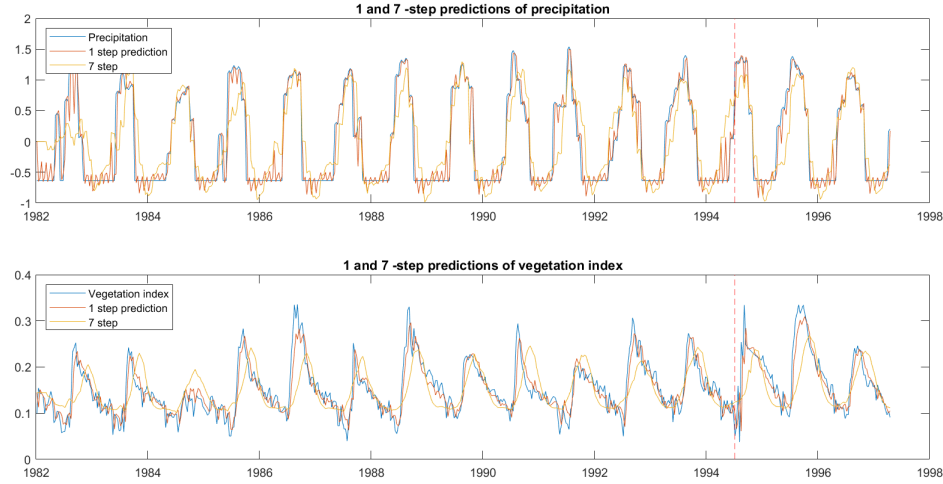 1 and 7 -step predictions of precipitation
2
1.5
1
0.5
0
-0.5
-1
Precipitation
1 step prediction
7 step
1982 1984 1986 1988 1990 1992 1994 1996 1998
1 and 7 -step predictions of vegetation index
0.4
0.3
0.2
0.1
0
Vegetation index
1 step prediction
7 step
1982 1984 1986 1988 1990 1992 1994 1996 1998